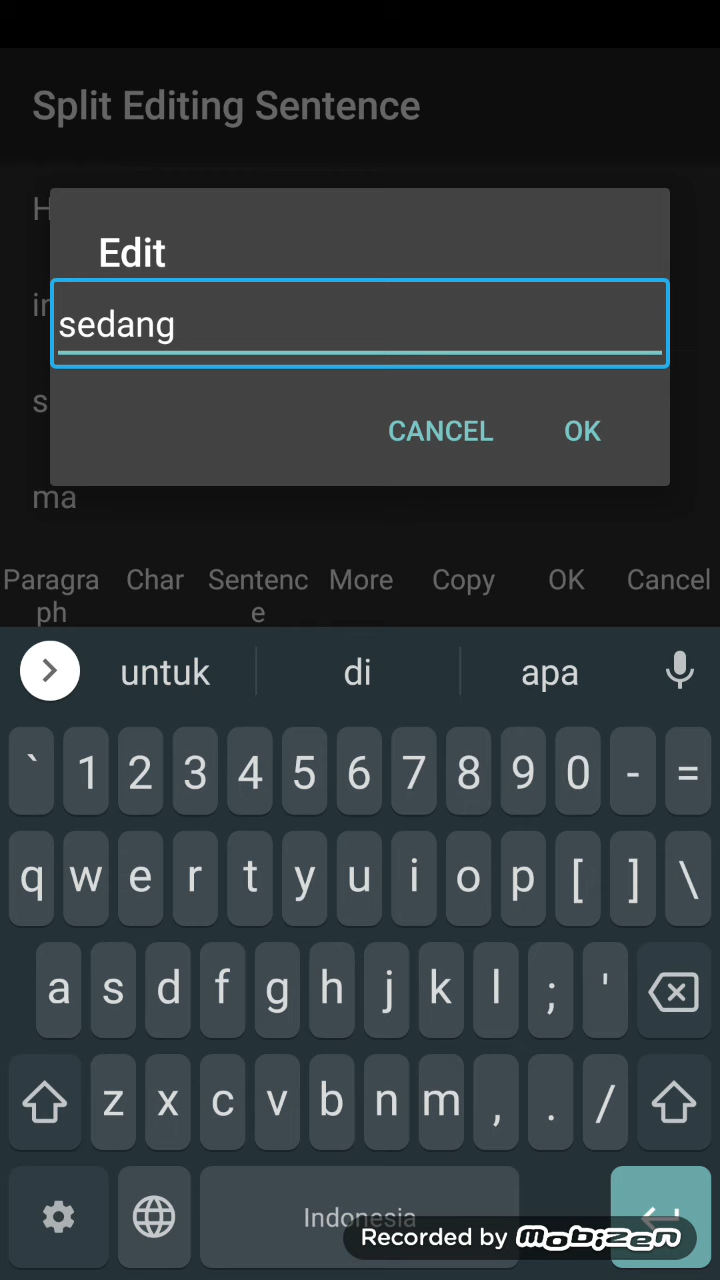 Split Editing Sentence
H
Edit
in
sedang
s
CANCEL OK
ma
Paragra Char Sentenc More Copy OK Cancel
ph e
untuk di apa
` 1 2 3 4 5 6 7 8 9 0 - =
q w e r t y u i o p [ ] \
a s d f g h j k l ; '
z x c v b n m , . /
Indonesia
Recorded by mobizen